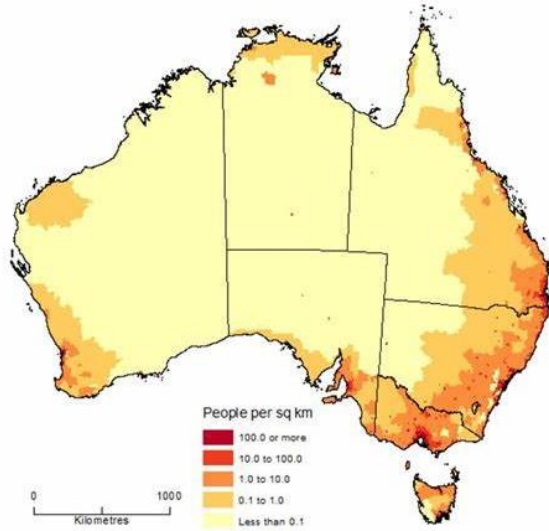 People per sq km
100.0 or more
10.0 to 100.0
1.0 to 10.0
0.1 to 1.0
Less than 0.1
0 1000
Kilometres